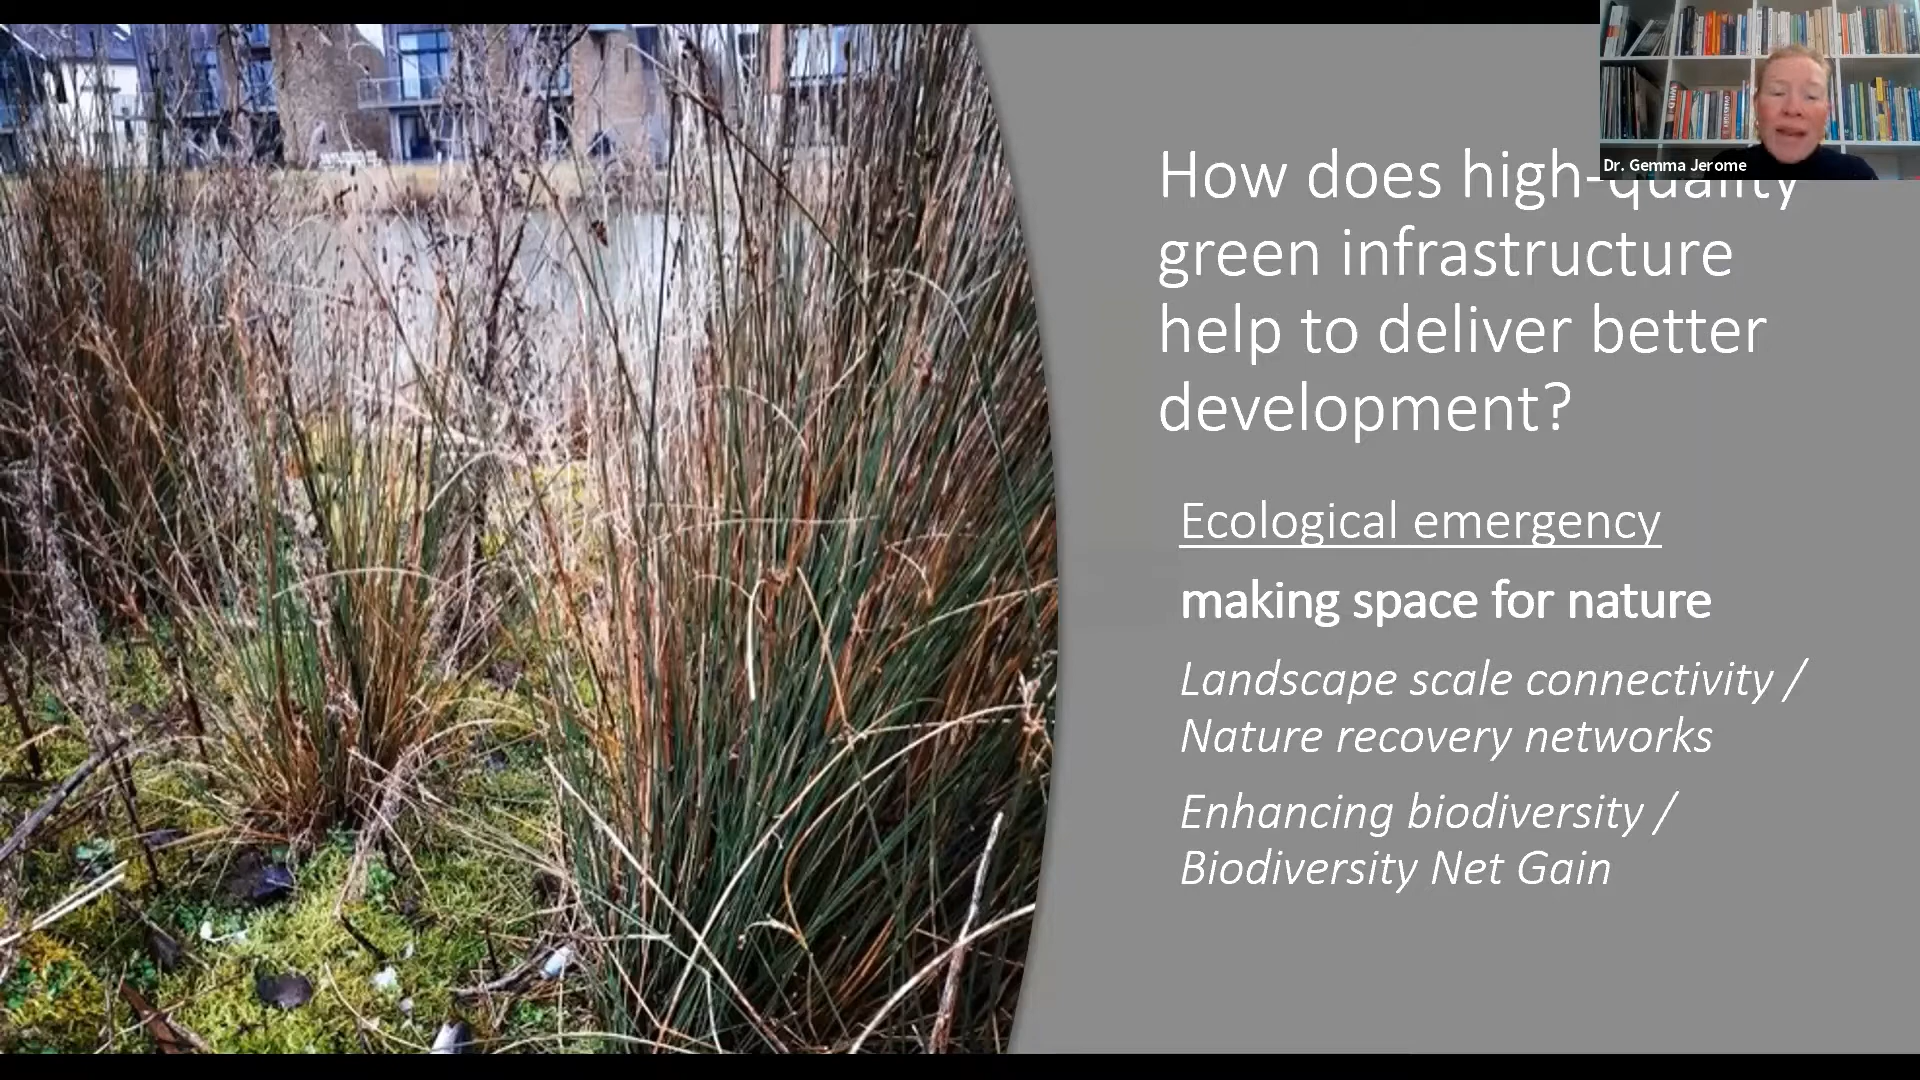 Dr. Gemma Jerome
How does high-quality
green infrastructure
help to deliver better
development?
Ecological emergency
making space for nature
Landscape scale connectivity /
Nature recovery networks
Enhancing biodiversity /
Biodiversity Net Gain